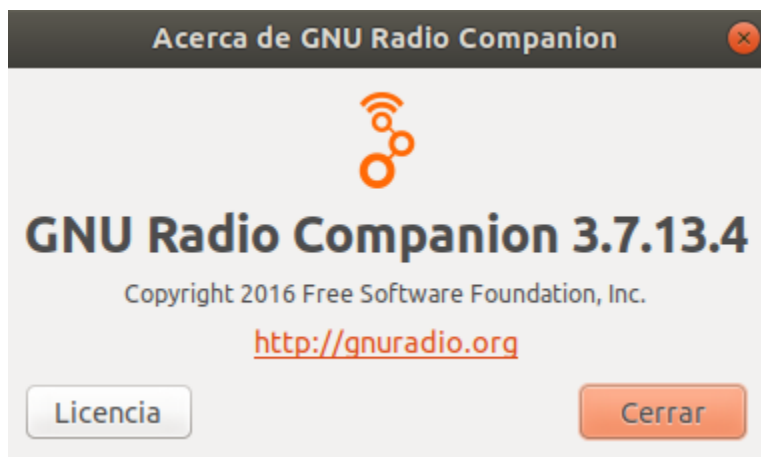 Acerca de GNU Radio Companion
GNU Radio Companion 3.7.13.4
Copyright 2016 Free Software Foundation, Inc.
http://gnuradio.org
Licencia
Cerrar